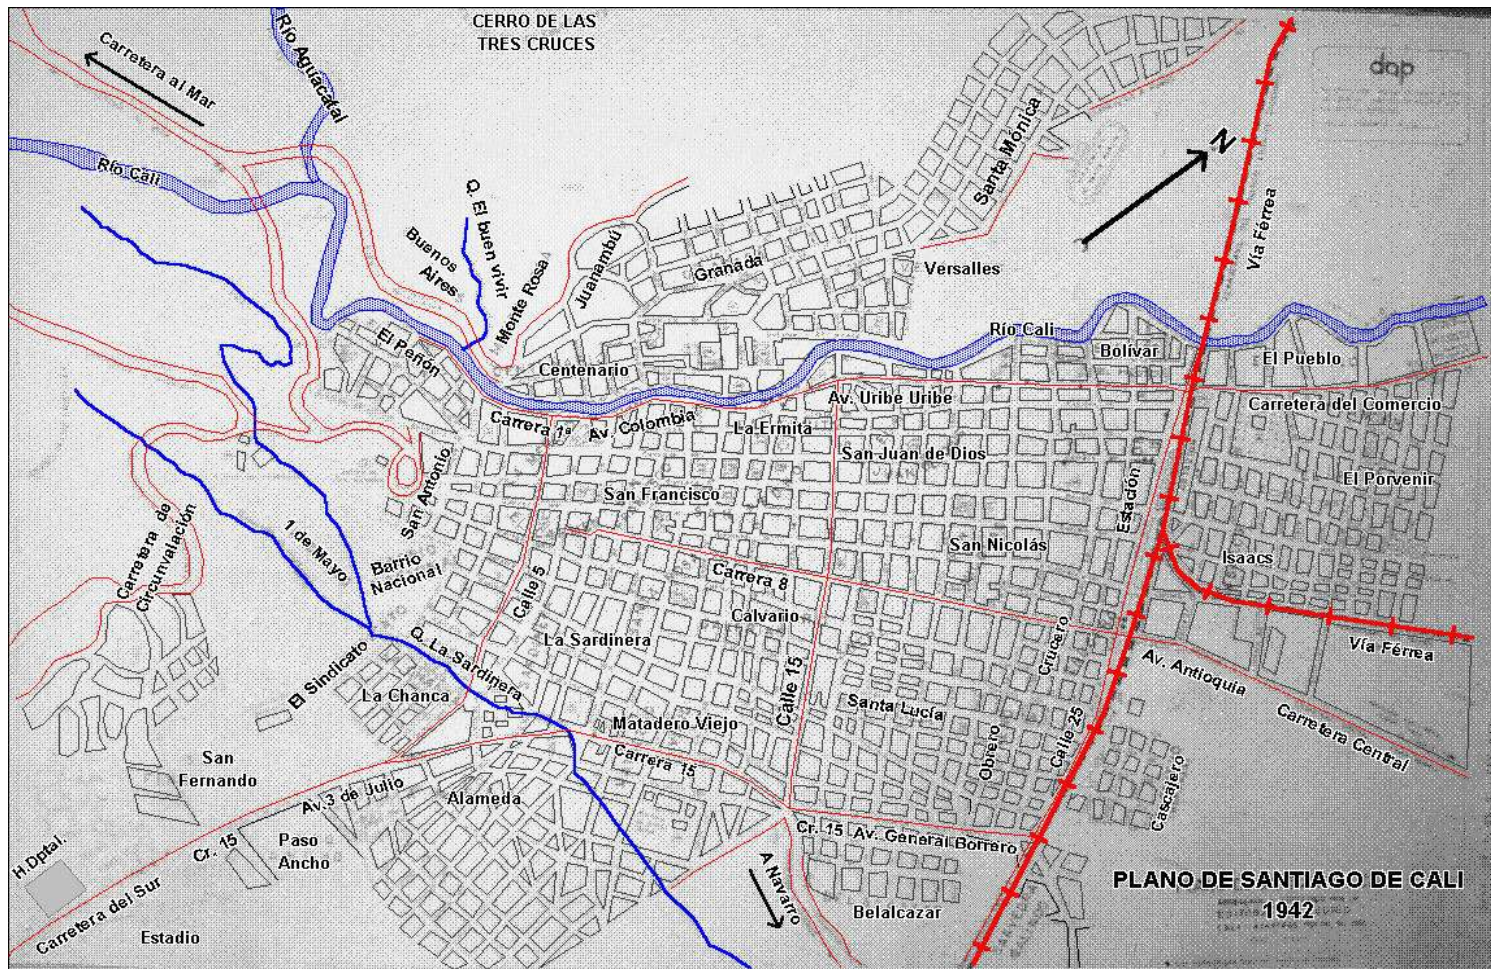 CERRO DE LAS
TRES CRUCES
Río Aguacatal
Carretera al Mar
dap
Río Cali
Santa Mónica
N
Vía Férrea
Q. El buen vivir
Buenos
Aires
Monte Rosa
Juanambú
Granada
Versalles
Río Cali
Bolívar
El Pueblo
El Peñón
Centenario
Av. Uribe Uribe
Carretera del Comercio
Carrera 1ª
Av. Colombia
La Ermita
San Juan de Dios
San Antonio
San Francisco
Estación
El Porvenir
Carretera de
Circunvalación
1 de Mayo
Barrio
Nacional
Calle 5
Carrera 8
San Nicolás
Isaacs
Calvario
La Sardinera
Q. La Sardinera
Crucero
Vía Férrea
El Sindicato
La Chanca
Av. Antioquia
Calle 15
Santa Lucía
Matadero Viejo
Calle 25
Carretera Central
San
Fernando
Carrera 15
Obrero
Cascajero
Av.3 de Julio
Alameda
Cr. 15
Paso
Ancho
Cr. 15 Av. General Borrero
H.Dptal.
A Navarro
Belalcazar
Carretera del Sur
Estadio
PLANO DE SANTIAGO DE CALI
1942